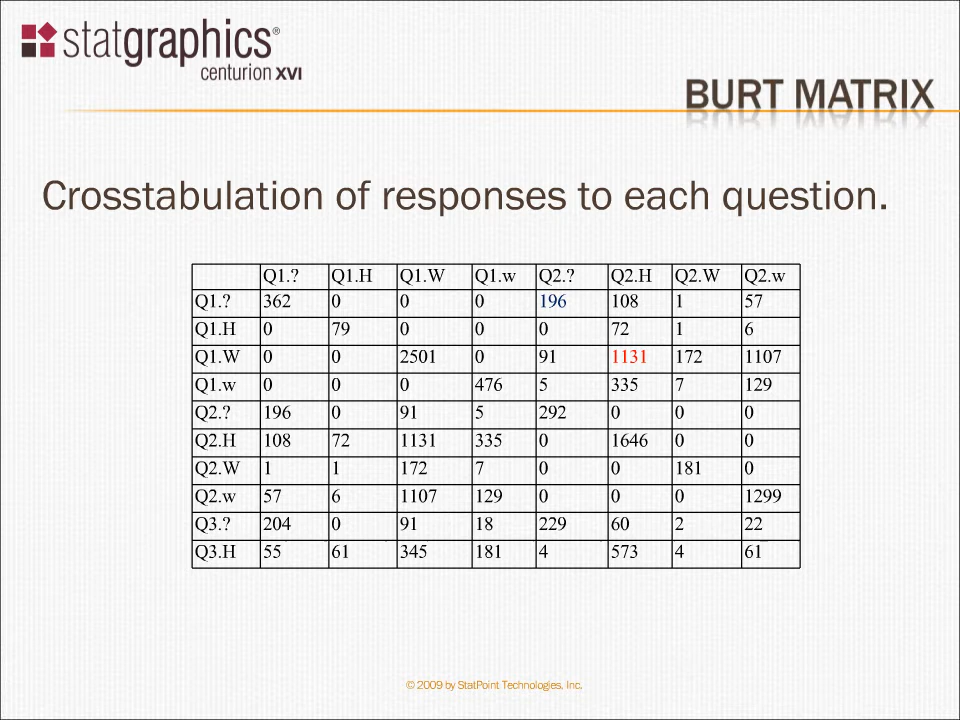 statgraphics®
centurion XVI
BURT MATRIX
Crosstabulation of responses to each question.
Q1.? Q1.H Q1.W Q1.w Q2.? Q2.H Q2.W Q2.w
Q1.? 362 0 0 0 196 108 1 57
Q1.H 0 79 0 0 0 72 1 6
Q1.W 0 0 2501 0 91 1131 172 1107
Q1.w 0 0 0 476 5 335 7 129
Q2.? 196 0 91 5 292 0 0 0
Q2.H 108 72 1131 335 0 1646 0 0
Q2.W 1 1 172 7 0 0 181 0
Q2.w 57 6 1107 129 0 0 0 1299
Q3.? 204 0 91 18 229 60 2 22
Q3.H 55 61 345 181 4 573 4 61
© 2009 by StatPoint Technologies, Inc.